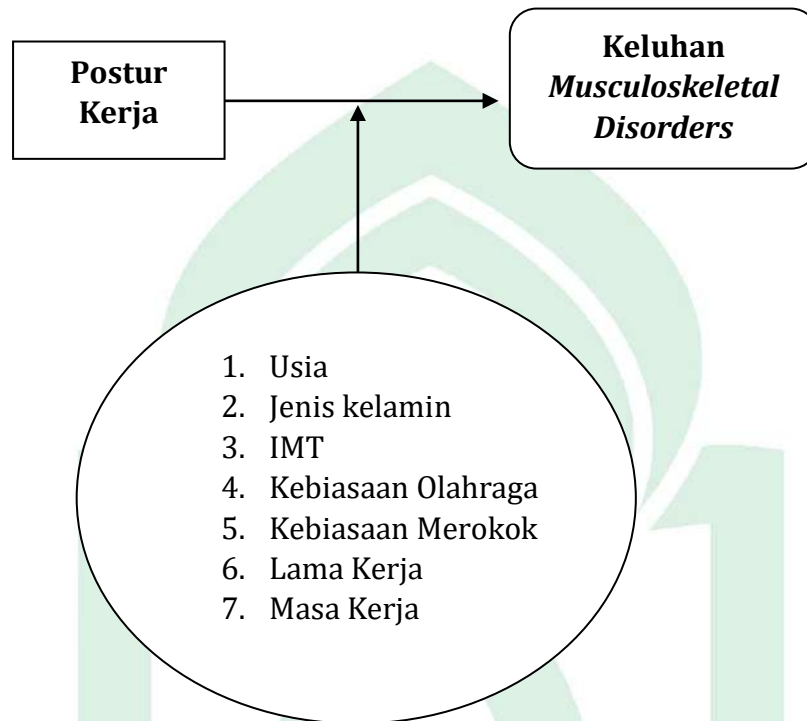 Postur
Kerja
Keluhan
Musculoskeletal
Disorders
1. Usia
2. Jenis kelamin
3. IMT
4. Kebiasaan Olahraga
5. Kebiasaan Merokok
6. Lama Kerja
7. Masa Kerja